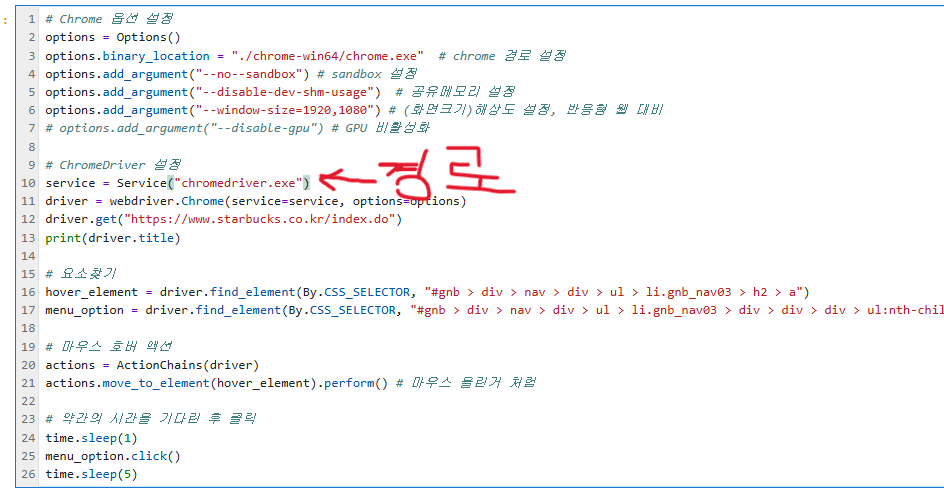 :
1 # Chrome 옵션 설정
2 options = Options()
3 options.binary_location = "./chrome-win64/chrome.exe"  # chrome 경로 설정
4 options.add_argument("--no--sandbox") # sandbox 설정
5 options.add_argument("--disable-dev-shm-usage")  # 공유메모리 설정
6 options.add_argument("--window-size=1920,1080") # (화면크기)해상도 설정, 반응형 웹 대비
7 # options.add_argument("--disable-gpu") # GPU 비활성화
8
9 # ChromeDriver 설정
10 service = Service("chromedriver.exe") ← 경로
11 driver = webdriver.Chrome(service=service, options=options)
12 driver.get("https://www.starbucks.co.kr/index.do")
13 print(driver.title)
14
15 # 요소찾기
16 hover_element = driver.find_element(By.CSS_SELECTOR, "#gnb > div > nav > div > ul > li.gnb_nav03 > h2 > a")
17 menu_option = driver.find_element(By.CSS_SELECTOR, "#gnb > div > nav > div > ul > li.gnb_nav03 > div > div > div > ul:nth-chil
18
19 # 마우스 호버 액션
20 actions = ActionChains(driver)
21 actions.move_to_element(hover_element).perform() # 마우스 올린거 처럼
22
23 # 약간의 시간을 기다린 후 클릭
24 time.sleep(1)
25 menu_option.click()
26 time.sleep(5)